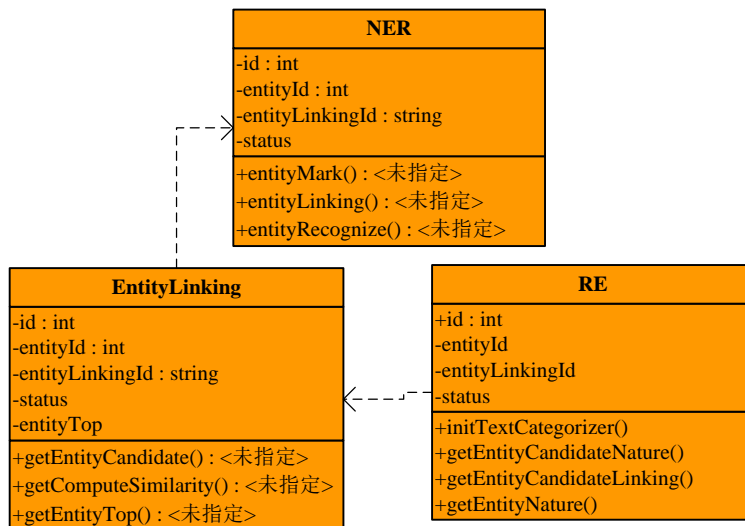 NER
-id : int
-entityId : int
-entityLinkingId : string
-status
+entityMark() : <未指定>
+entityLinking() : <未指定>
+entityRecognize() : <未指定>
EntityLinking
-id : int
-entityId : int
-entityLinkingId : string
-status
-entityTop
+getEntityCandidate() : <未指定>
+getComputeSimilarity() : <未指定>
+getEntityTop() : <未指定>
RE
+id : int
-entityId
-entityLinkingId
-status
+initTextCategorizer()
+getEntityCandidateNature()
+getEntityCandidateLinking()
+getEntityNature()